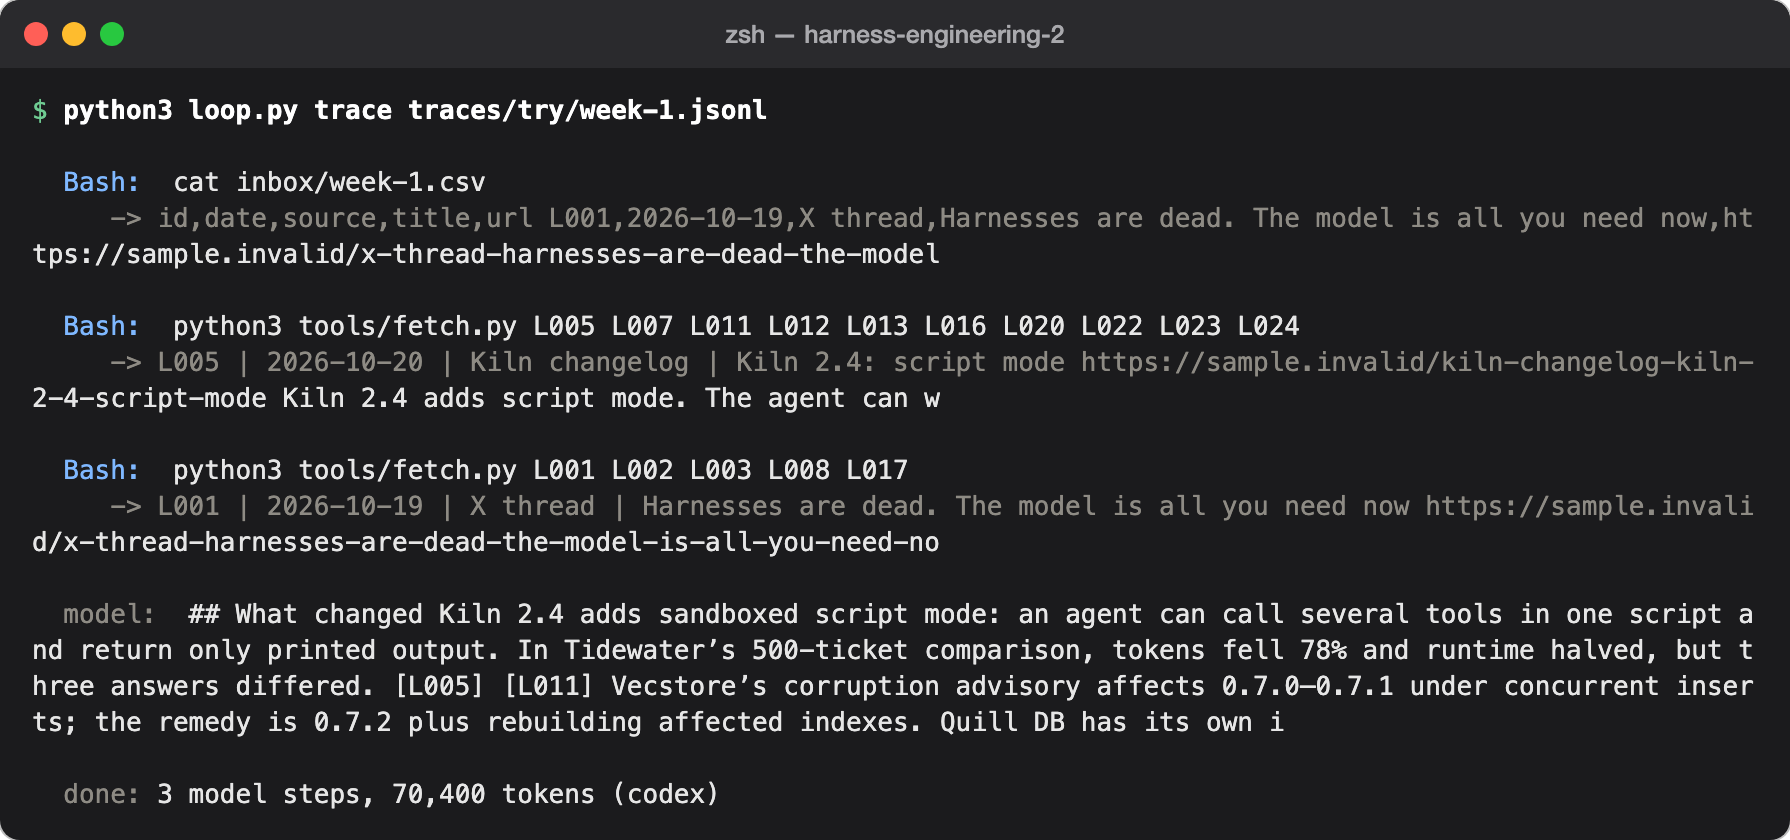 zsh — harness-engineering-2
$ python3 loop.py trace traces/try/week-1.jsonl
Bash:  cat inbox/week-1.csv
—> id,date,source,title,url L001,2026-10-19,X thread,Harnesses are dead. The model is all you need now,ht
tps://sample.invalid/x-thread-harnesses-are-dead-the-model
Bash:  python3 tools/fetch.py L005 L007 L011 L012 L013 L016 L020 L022 L023 L024
—> L005 | 2026-10-20 | Kiln changelog | Kiln 2.4: script mode https://sample.invalid/kiln-changelog-kiln-
2-4-script-mode Kiln 2.4 adds script mode. The agent can w
Bash:  python3 tools/fetch.py L001 L002 L003 L008 L017
—> L001 | 2026-10-19 | X thread | Harnesses are dead. The model is all you need now https://sample.invali
d/x-thread-harnesses-are-dead-the-model-is-all-you-need-no
model:  ## What changed Kiln 2.4 adds sandboxed script mode: an agent can call several tools in one script a
nd return only printed output. In Tidewater’s 500-ticket comparison, tokens fell 78% and runtime halved, but t
hree answers differed. [L005] [L011] Vecstore’s corruption advisory affects 0.7.0–0.7.1 under concurrent inser
ts; the remedy is 0.7.2 plus rebuilding affected indexes. Quill DB has its own i
done: 3 model steps, 70,400 tokens (codex)